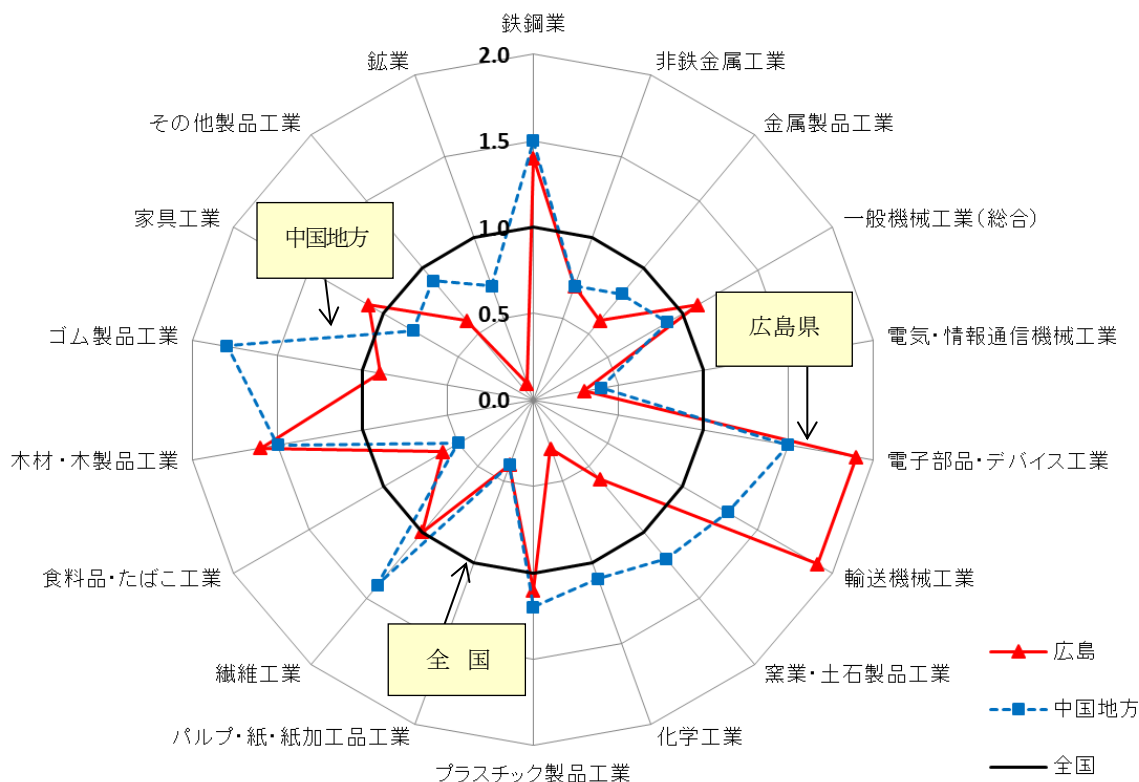 鉄鋼業
非鉄金属工業
金属製品工業
一般機械工業(総合)
電気・情報通信機械工業
電子部品・デバイス工業
輸送機械工業
窯業・土石製品工業
化学工業
プラスチック製品工業
パルプ・紙・紙加工品工業
繊維工業
食料品・たばこ工業
木材・木製品工業
ゴム製品工業
家具工業
その他製品工業
鉱業
2.0
1.5
1.0
0.5
0.0
中国地方
広島県
全 国
広島
中国地方
全国